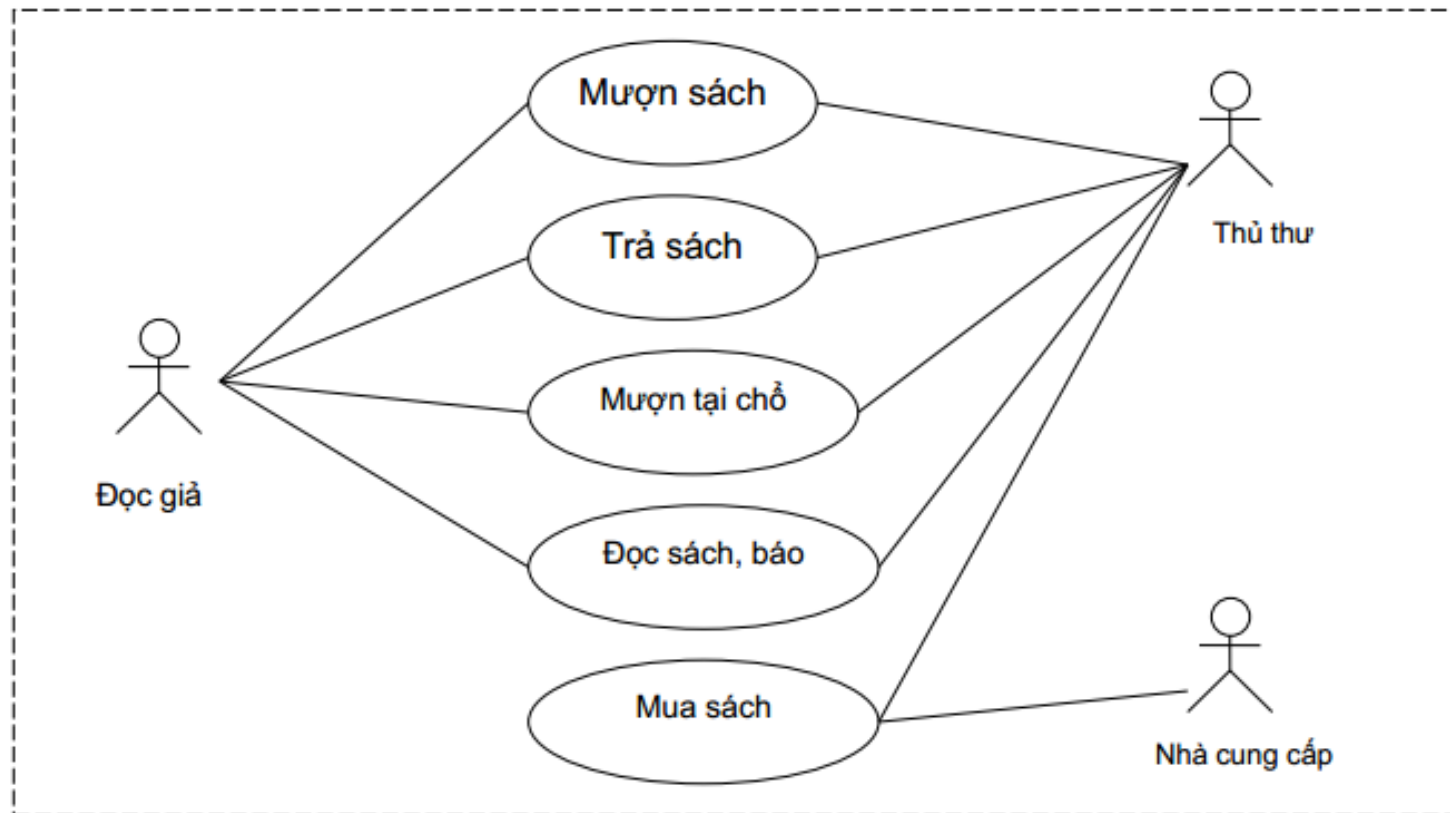 Mượn sách
Thủ thư
Trả sách
Mượn tại chổ
Đọc giả
Đọc sách, báo
Mua sách
Nhà cung cấp